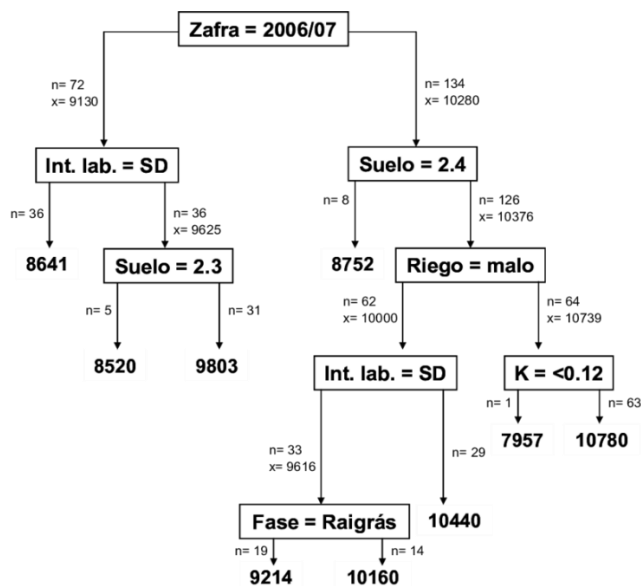 Zafra = 2006/07
n= 72
x= 9130
n= 134
x= 10280
Int. lab. = SD
Suelo = 2.4
n= 36
n= 36
x= 9625
n= 8
n= 126
x= 10376
8641
Suelo = 2.3
8752
Riego = malo
n= 5
n= 31
n= 62
x= 10000
n= 64
x= 10739
8520
9803
Int. lab. = SD
K = <0.12
n= 1
n= 63
7957
10780
n= 33
x= 9616
n= 29
Fase = Raigrás
10440
n= 19
n= 14
9214
10160